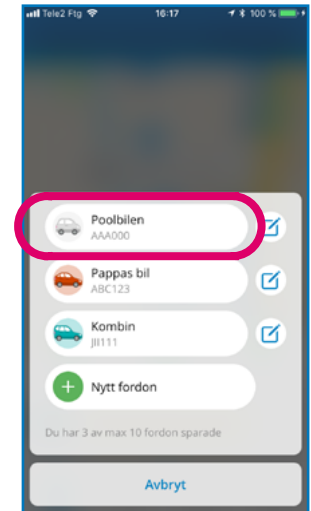 Tele2 Ftg 16:17 100 %
Poolbilen
AAA000
Pappas bil
ABC123
Kombin
JII111
Nytt fordon
Du har 3 av max 10 fordon sparade
Avbryt